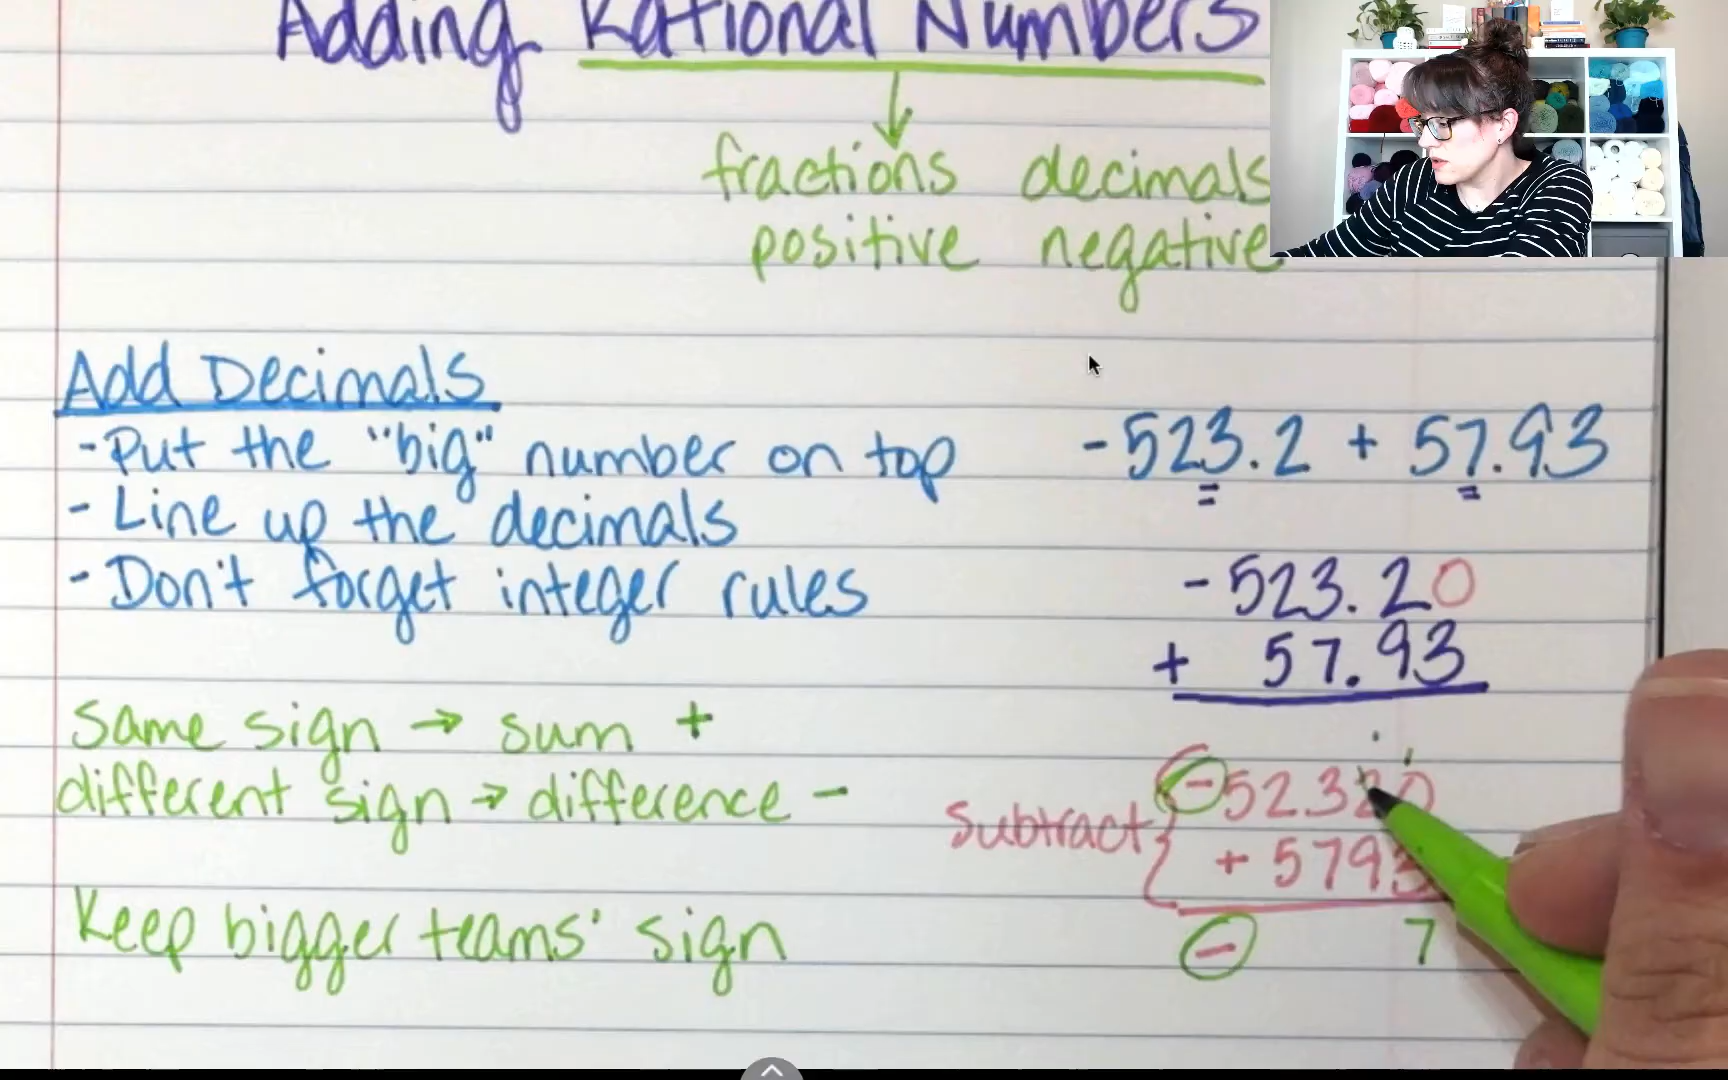 Adding Rational Numbers
fractions decimals
positive negative
Add Decimals
-Put the "big" number on top
- Line up the decimals
- Don't forget integer rules
same sign → sum +
different sign → difference -
Keep bigger teams' sign
-523.2 + 57.93
-523.20
+ 57.93
Subtract
-52320
+ 5793
- 7